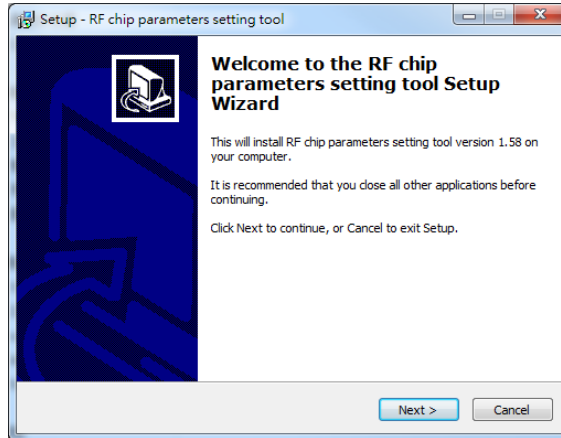 Setup - RF chip parameters setting tool
Welcome to the RF chip
parameters setting tool Setup
Wizard
This will install RF chip parameters setting tool version 1.58 on
your computer.
It is recommended that you close all other applications before
continuing.
Click Next to continue, or Cancel to exit Setup.
Next >
Cancel